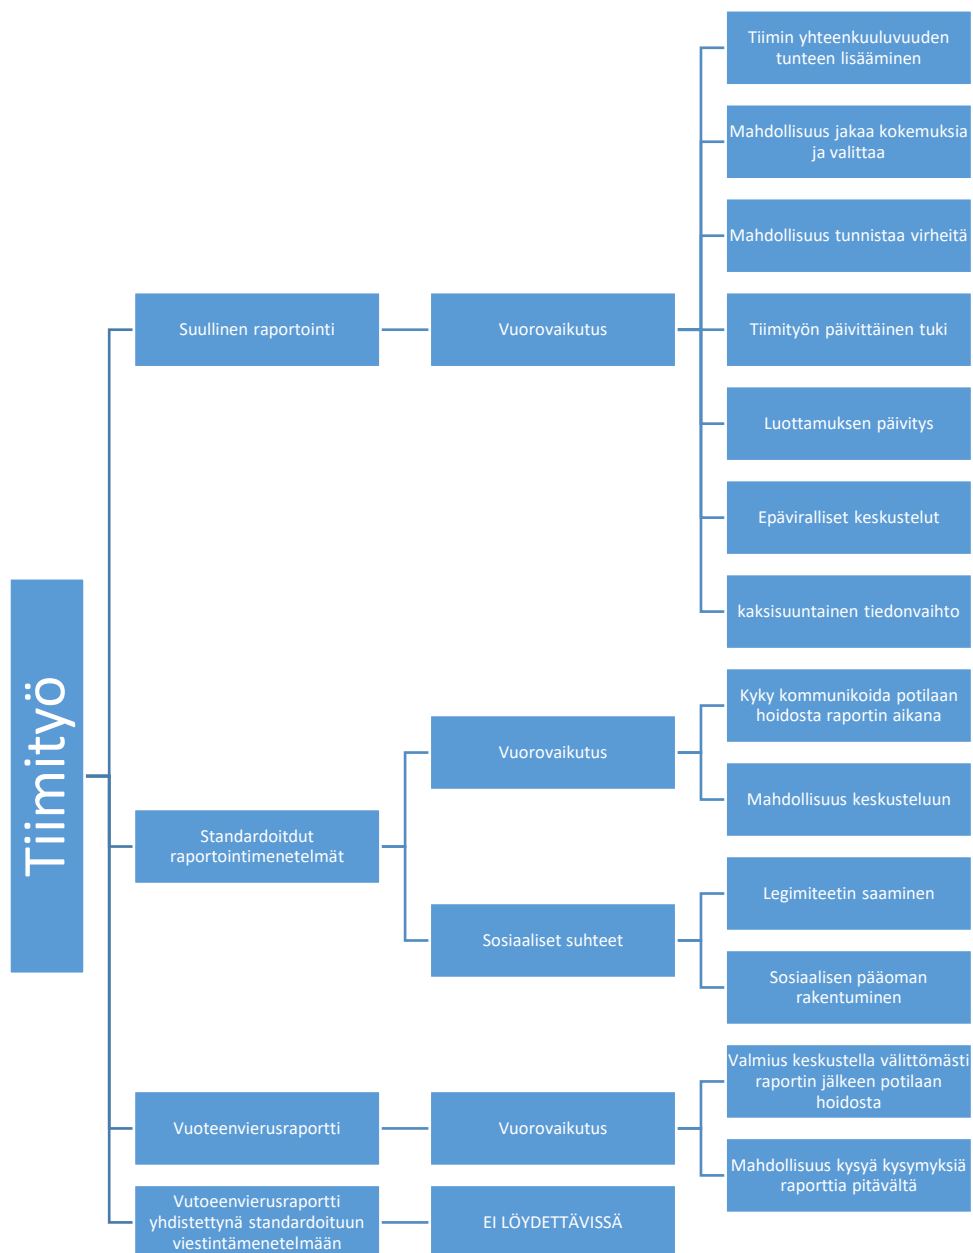 Tiimityö
Suullinen raportointi
Vuorovaikutus
Tiimin yhteenkuuluvuuden
tunteen lisääminen
Mahdollisuus jakaa kokemuksia
ja valittaa
Mahdollisuus tunnistaa virheitä
Tiimityön päivittäinen tuki
Luottamuksen päivitys
Epäviralliset keskustelut
kaksisuuntainen tiedonvaihto
Standardoitdut
raportointimenetelmät
Vuorovaikutus
Kyky kommunikoida potilaan
hoidosta raportin aikana
Mahdollisuus keskusteluun
Sosiaaliset suhteet
Legimiteetin saaminen
Sosiaalisen pääoman
rakentuminen
Vuoteenvierusraportti
Vuorovaikutus
Valmius keskustella välittömästi
raportin jälkeen potilaan
hoidosta
Mahdollisuus kysyä kysymyksiä
raporttia pitävältä
Vutoeenvierusraportti
yhdistettynä standardoituun
viestintämenetelmään
EI LÖYDETTÄVISSÄ